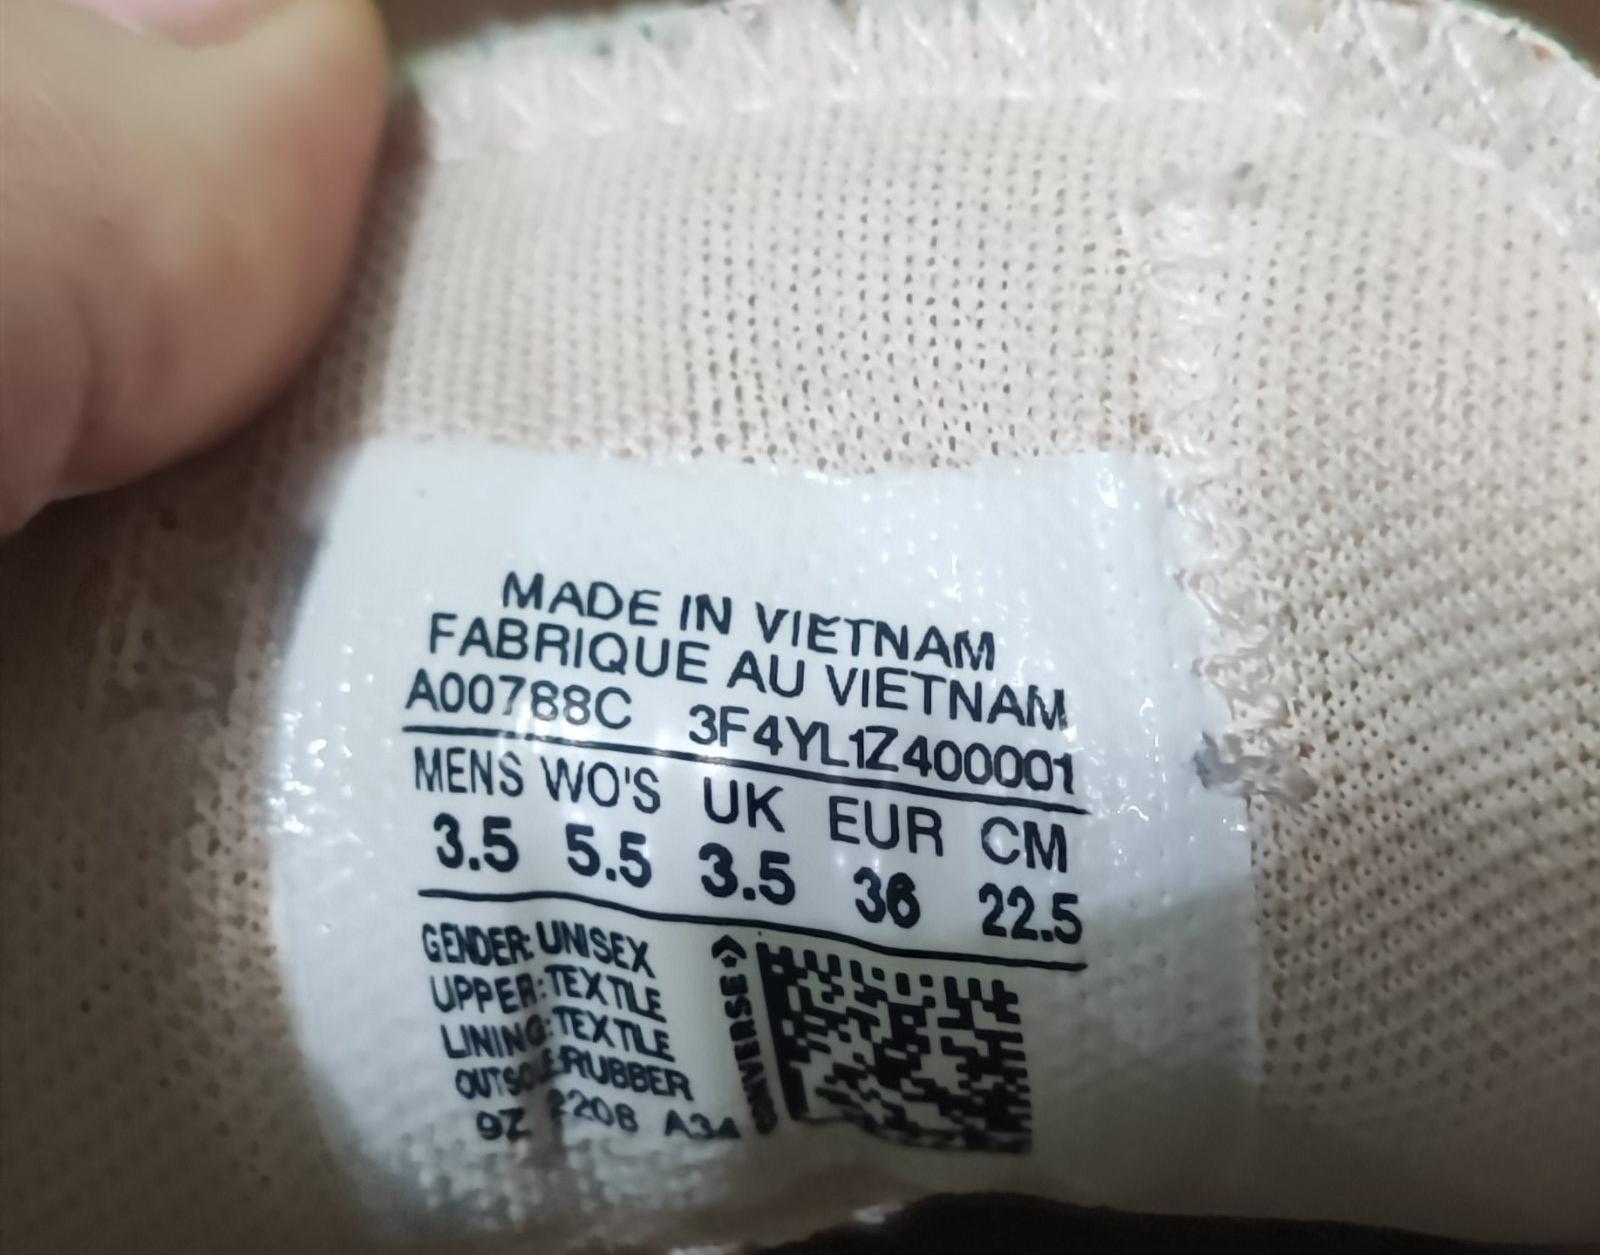 MADE IN VIETNAM
FABRIQUE AU VIETNAM
A00788C 3F4YL1Z400001
MENS WO'S UK EUR CM
3.5 5.5 3.5 36 22.5
GENDER: UNISEX
UPPER: TEXTILE
LINING: TEXTILE
OUTSOLE: RUBBER
9Z 2208 A34
CONVERSE